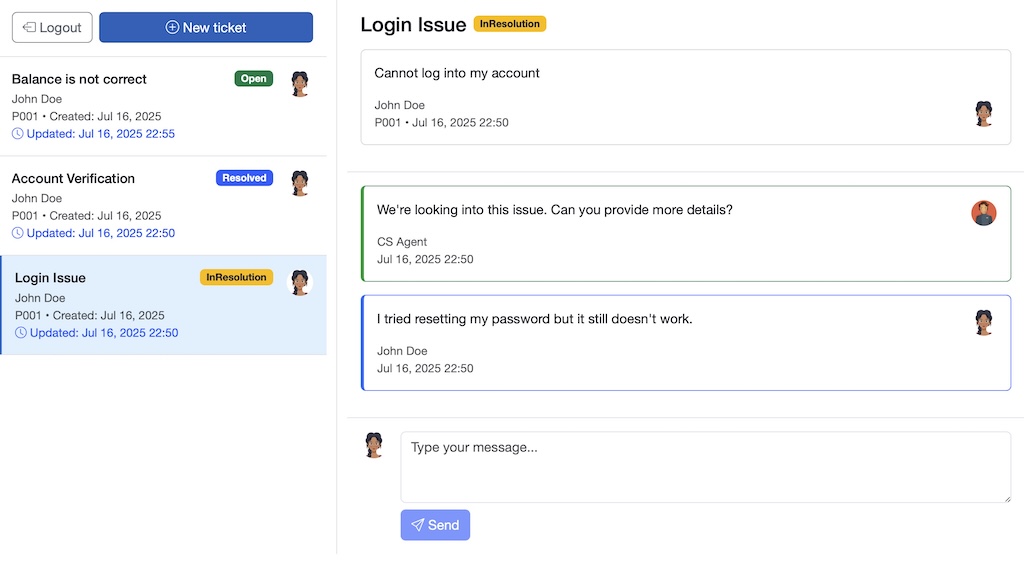 Logout
New ticket
Balance is not correct
Open
John Doe
P001 • Created: Jul 16, 2025
Updated: Jul 16, 2025 22:55
Account Verification
Resolved
John Doe
P001 • Created: Jul 16, 2025
Updated: Jul 16, 2025 22:50
Login Issue
InResolution
John Doe
P001 • Created: Jul 16, 2025
Updated: Jul 16, 2025 22:50
Login Issue
InResolution
Cannot log into my account
John Doe
P001 • Jul 16, 2025 22:50
We're looking into this issue. Can you provide more details?
CS Agent
Jul 16, 2025 22:50
I tried resetting my password but it still doesn't work.
John Doe
Jul 16, 2025 22:50
Type your message...
Send